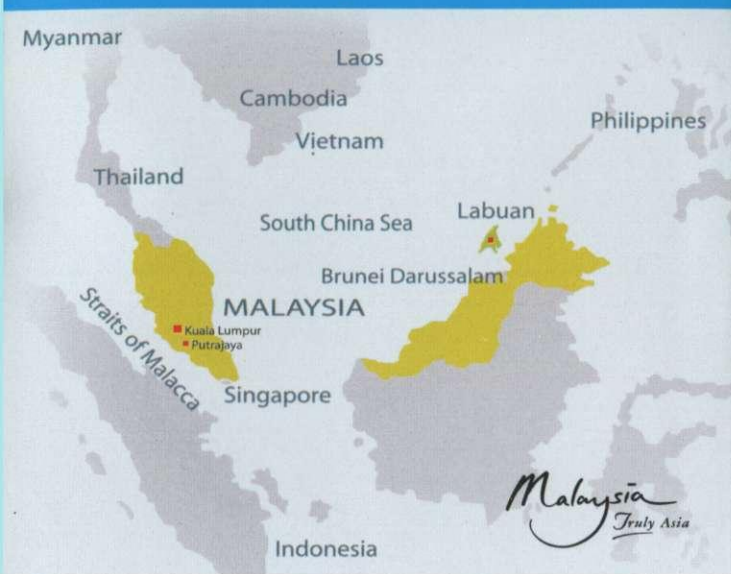 Myanmar
Laos
Cambodia
Philippines
Vietnam
Thailand
Labuan
South China Sea
Brunei Darussalam
MALAYSIA
Straits of Malacca
Kuala Lumpur
Putrajaya
Singapore
Malaysia
Truly Asia
Indonesia